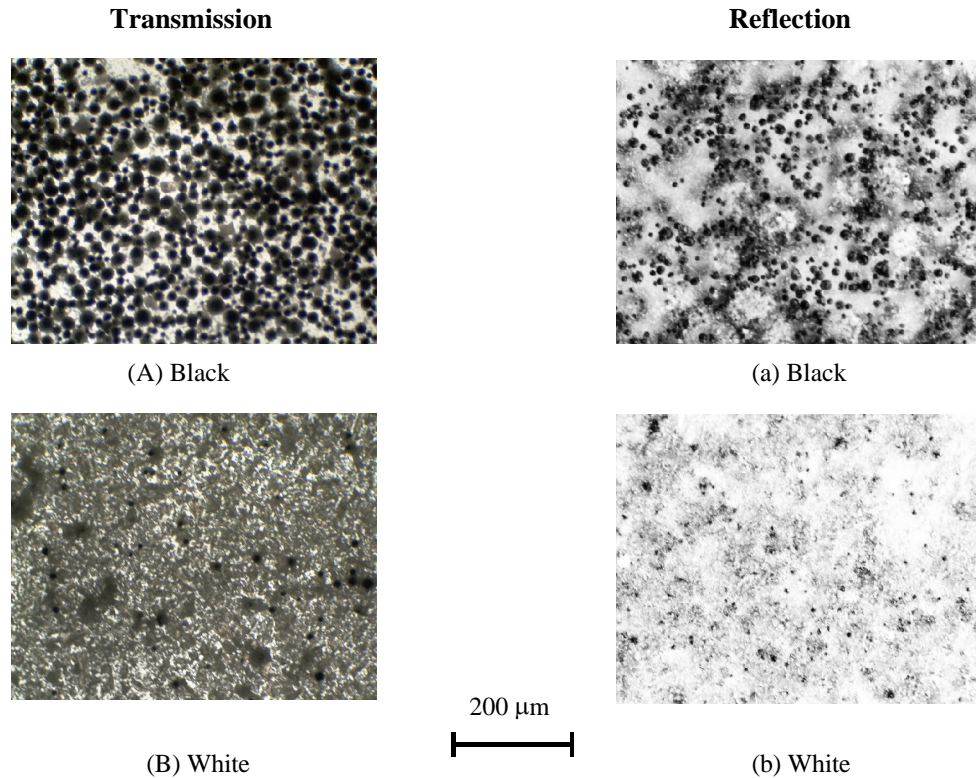 Transmission
Reflection
(A) Black
(a) Black
200 μm
(B) White
(b) White